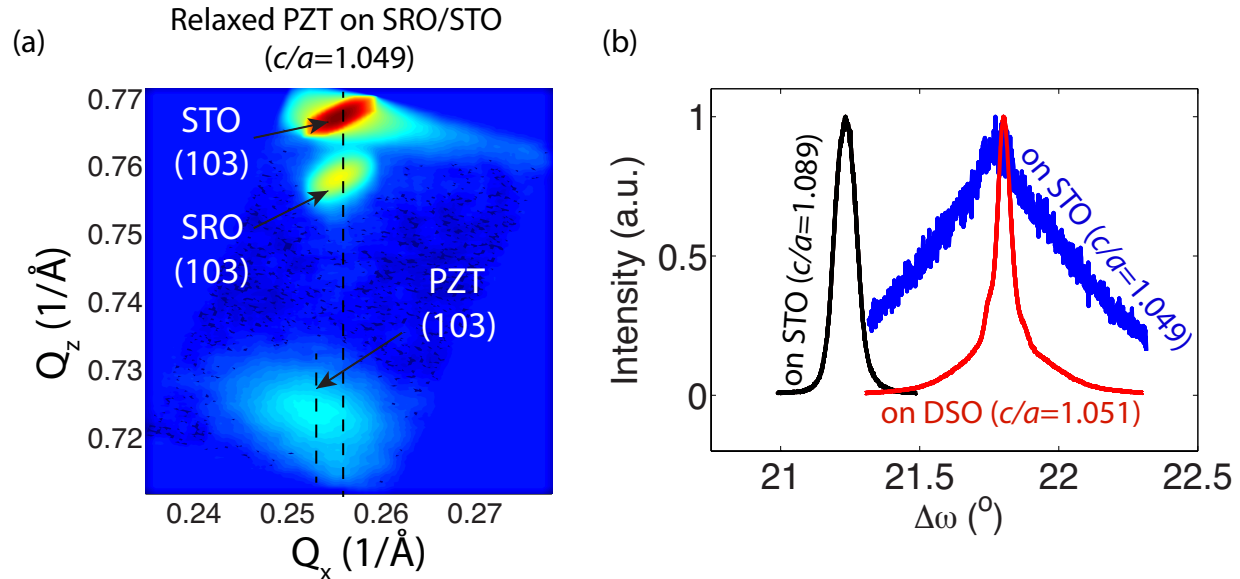 (a)
Relaxed PZT on SRO/STO
(c/a=1.049)
0.77
0.76
0.75
0.74
0.73
0.72
Qz (1/Å)
STO
(103)
SRO
(103)
PZT
(103)
0.24
0.25
0.26
0.27
Qx (1/Å)
(b)
1
0.5
0
Intensity (a.u.)
on STO (c/a=1.089)
on STO (c/a=1.049)
on DSO (c/a=1.051)
21
21.5
22
22.5
Δω (°)